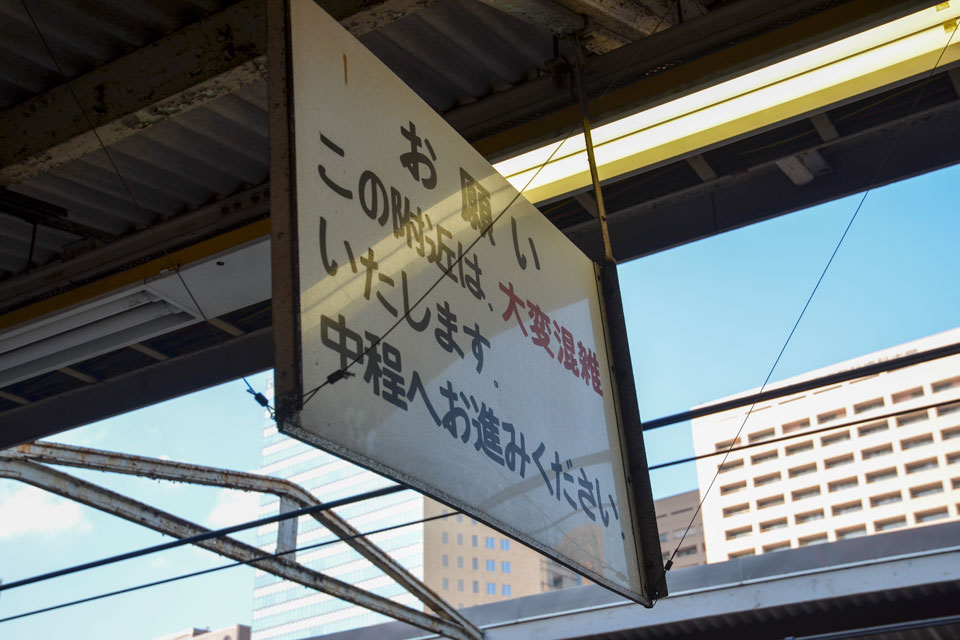 お願い
この附近は、大変混雑
いたします。
中程へお進みください